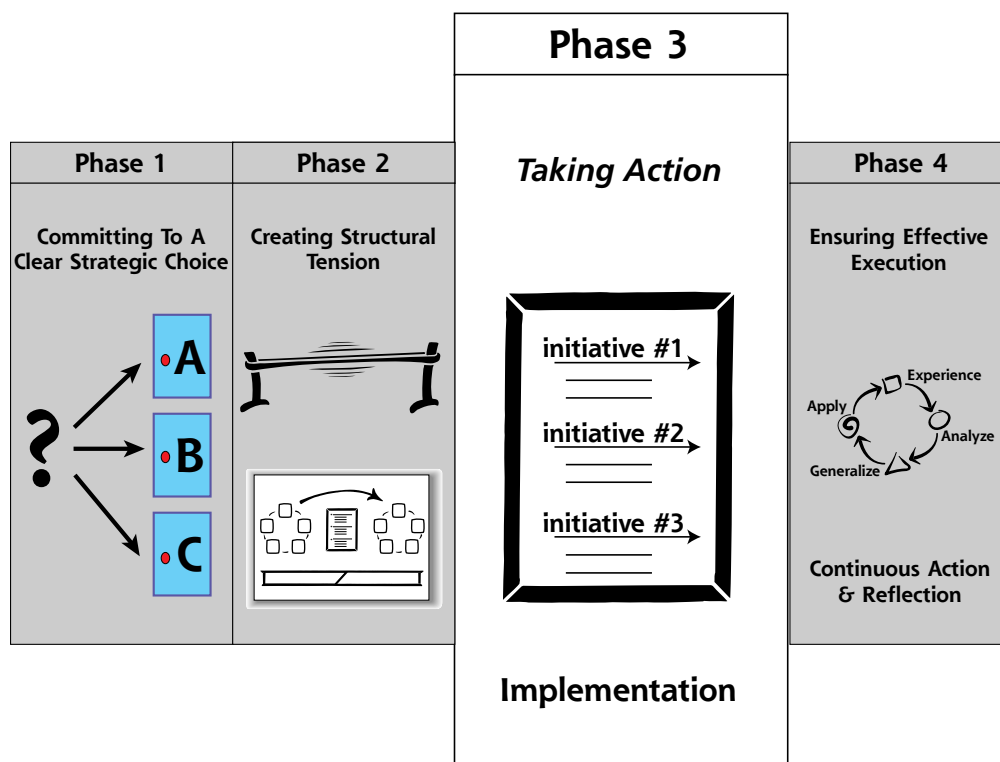 Phase 1
Committing To A
Clear Strategic Choice
?
A
B
C
Phase 2
Creating Structural
Tension
Phase 3
Taking Action
initiative #1
initiative #2
initiative #3
Implementation
Phase 4
Ensuring Effective
Execution
Experience
Apply
Analyze
Generalize
Continuous Action
& Reflection